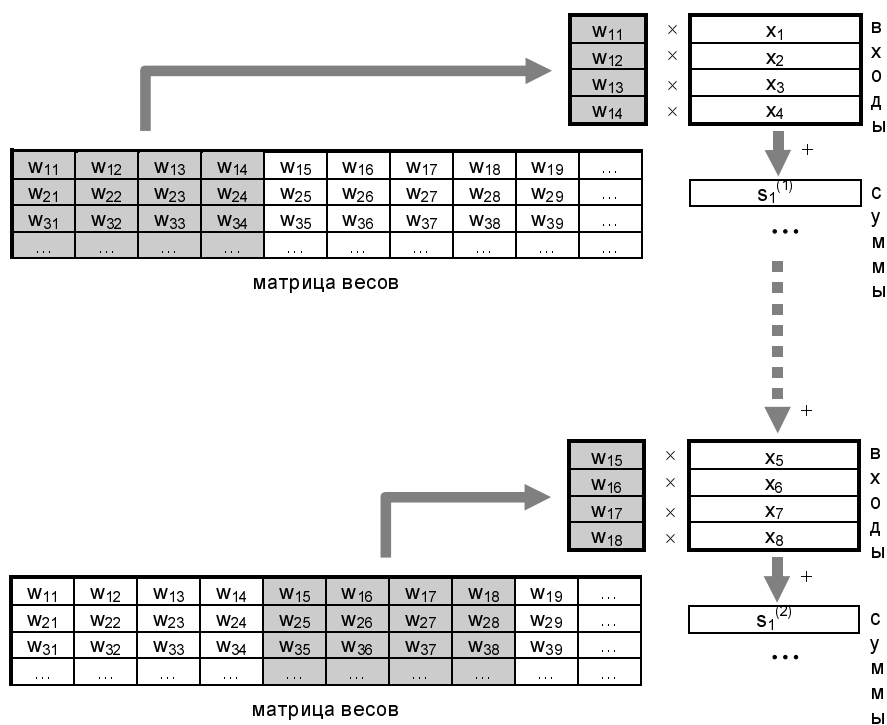 w₁₁ × x₁
w₁₂ × x₂
w₁₃ × x₃
w₁₄ × x₄
входы
+
w₁₁ w₁₂ w₁₃ w₁₄ w₁₅ w₁₆ w₁₇ w₁₈ w₁₉ ...
w₂₁ w₂₂ w₂₃ w₂₄ w₂₅ w₂₆ w₂₇ w₂₈ w₂₉ ...
w₃₁ w₃₂ w₃₃ w₃₄ w₃₅ w₃₆ w₃₇ w₃₈ w₃₉ ...
... ... ... ... ... ... ... ... ... ...
матрица весов
s₁⁽¹⁾
...
суммы
+
w₁₅ × x₅
w₁₆ × x₆
w₁₇ × x₇
w₁₈ × x₈
входы
+
w₁₁ w₁₂ w₁₃ w₁₄ w₁₅ w₁₆ w₁₇ w₁₈ w₁₉ ...
w₂₁ w₂₂ w₂₃ w₂₄ w₂₅ w₂₆ w₂₇ w₂₈ w₂₉ ...
w₃₁ w₃₂ w₃₃ w₃₄ w₃₅ w₃₆ w₃₇ w₃₈ w₃₉ ...
... ... ... ... ... ... ... ... ... ...
матрица весов
s₁⁽²⁾
...
суммы